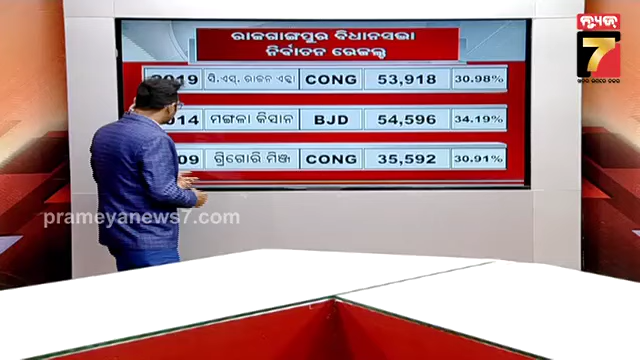 ରାଜଗାଙ୍ଗପୁର ବିଧାନସଭା
ନିର୍ବାଚନ ରେଜଲ୍ଟ
2019 ସି.ଏସ୍. ରାଜନ ଏକ୍କା CONG 53,918 30.98%
14 ମଙ୍ଗଳା କିସାନ BJD 54,596 34.19%
09 ଗ୍ରିଗୋରି ମିଞ୍ଜ CONG 35,592 30.91%
ନ୍ୟୁଜ୍
7
prameyanews7.com